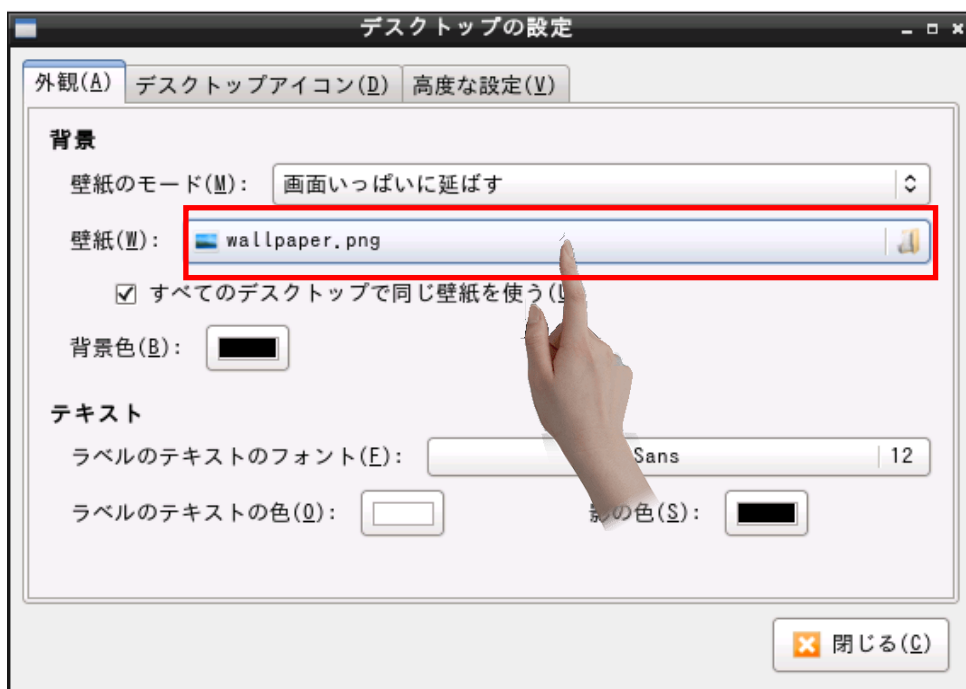 デスクトップの設定
外観(A) デスクトップアイコン(D) 高度な設定(V)
背景
壁紙のモード(M): 画面いっぱいに延ばす
壁紙(W): wallpaper.png
すべてのデスクトップで同じ壁紙を使う(
背景色(B):
テキスト
ラベルのテキストのフォント(F): Sans 12
ラベルのテキストの色(O): 影の色(S):
閉じる(C)